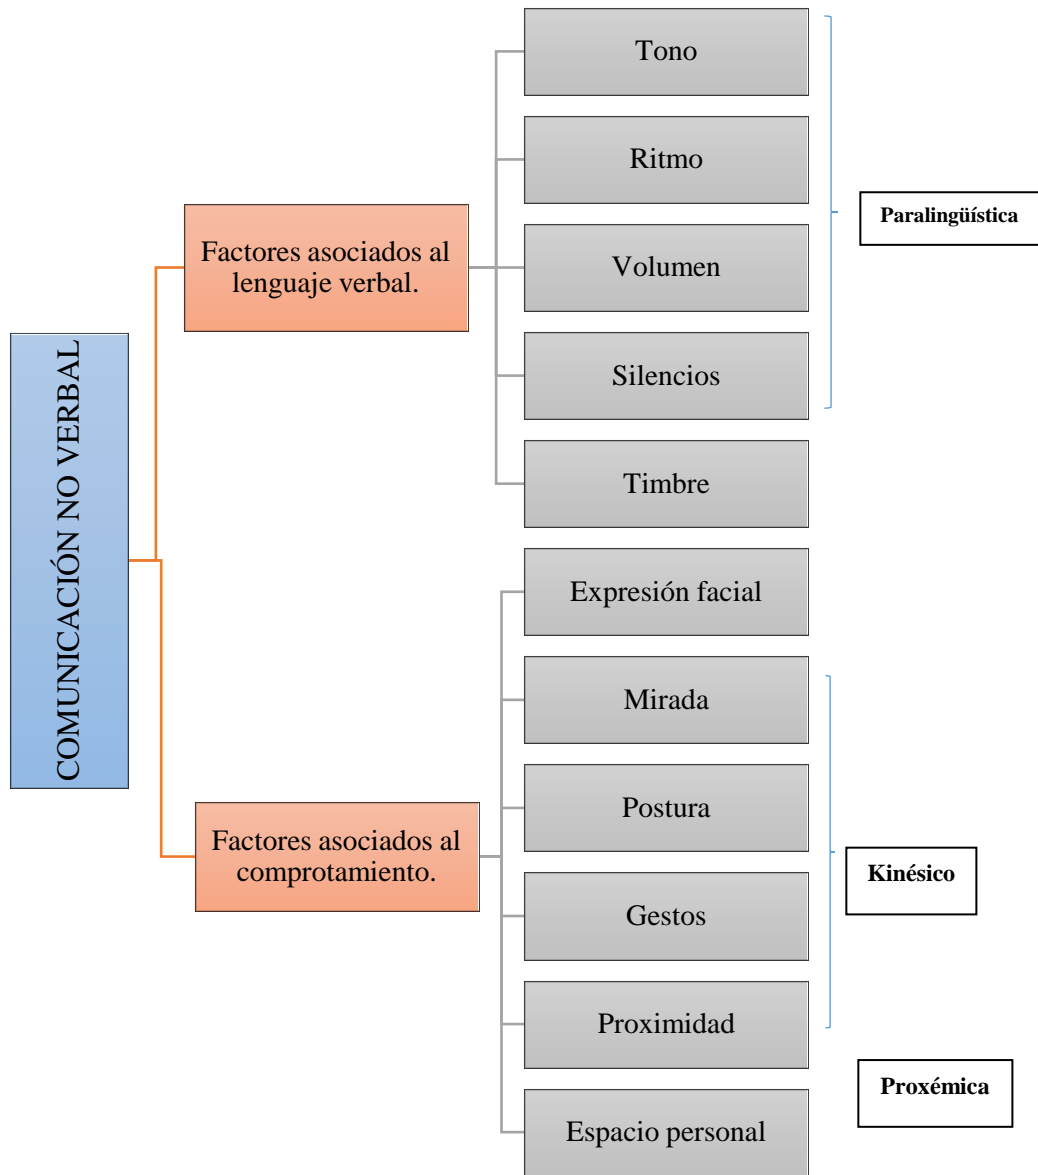 COMUNICACIÓN NO VERBAL
Factores asociados al
lenguaje verbal.
Tono
Ritmo
Volumen
Silencios
Timbre
Paralingüística
Factores asociados al
comprotamiento.
Expresión facial
Mirada
Postura
Gestos
Proximidad
Espacio personal
Kinésico
Proxémica